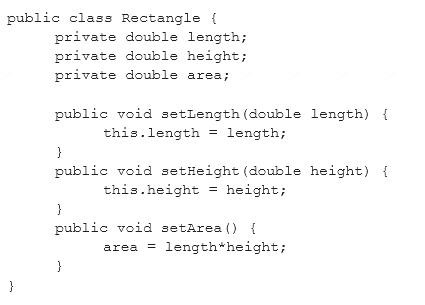 public class Rectangle {
private double length;
private double height;
private double area;
public void setLength(double length) {
this.length = length;
}
public void setHeight(double height) {
this.height = height;
}
public void setArea() {
area = length*height;
}
}